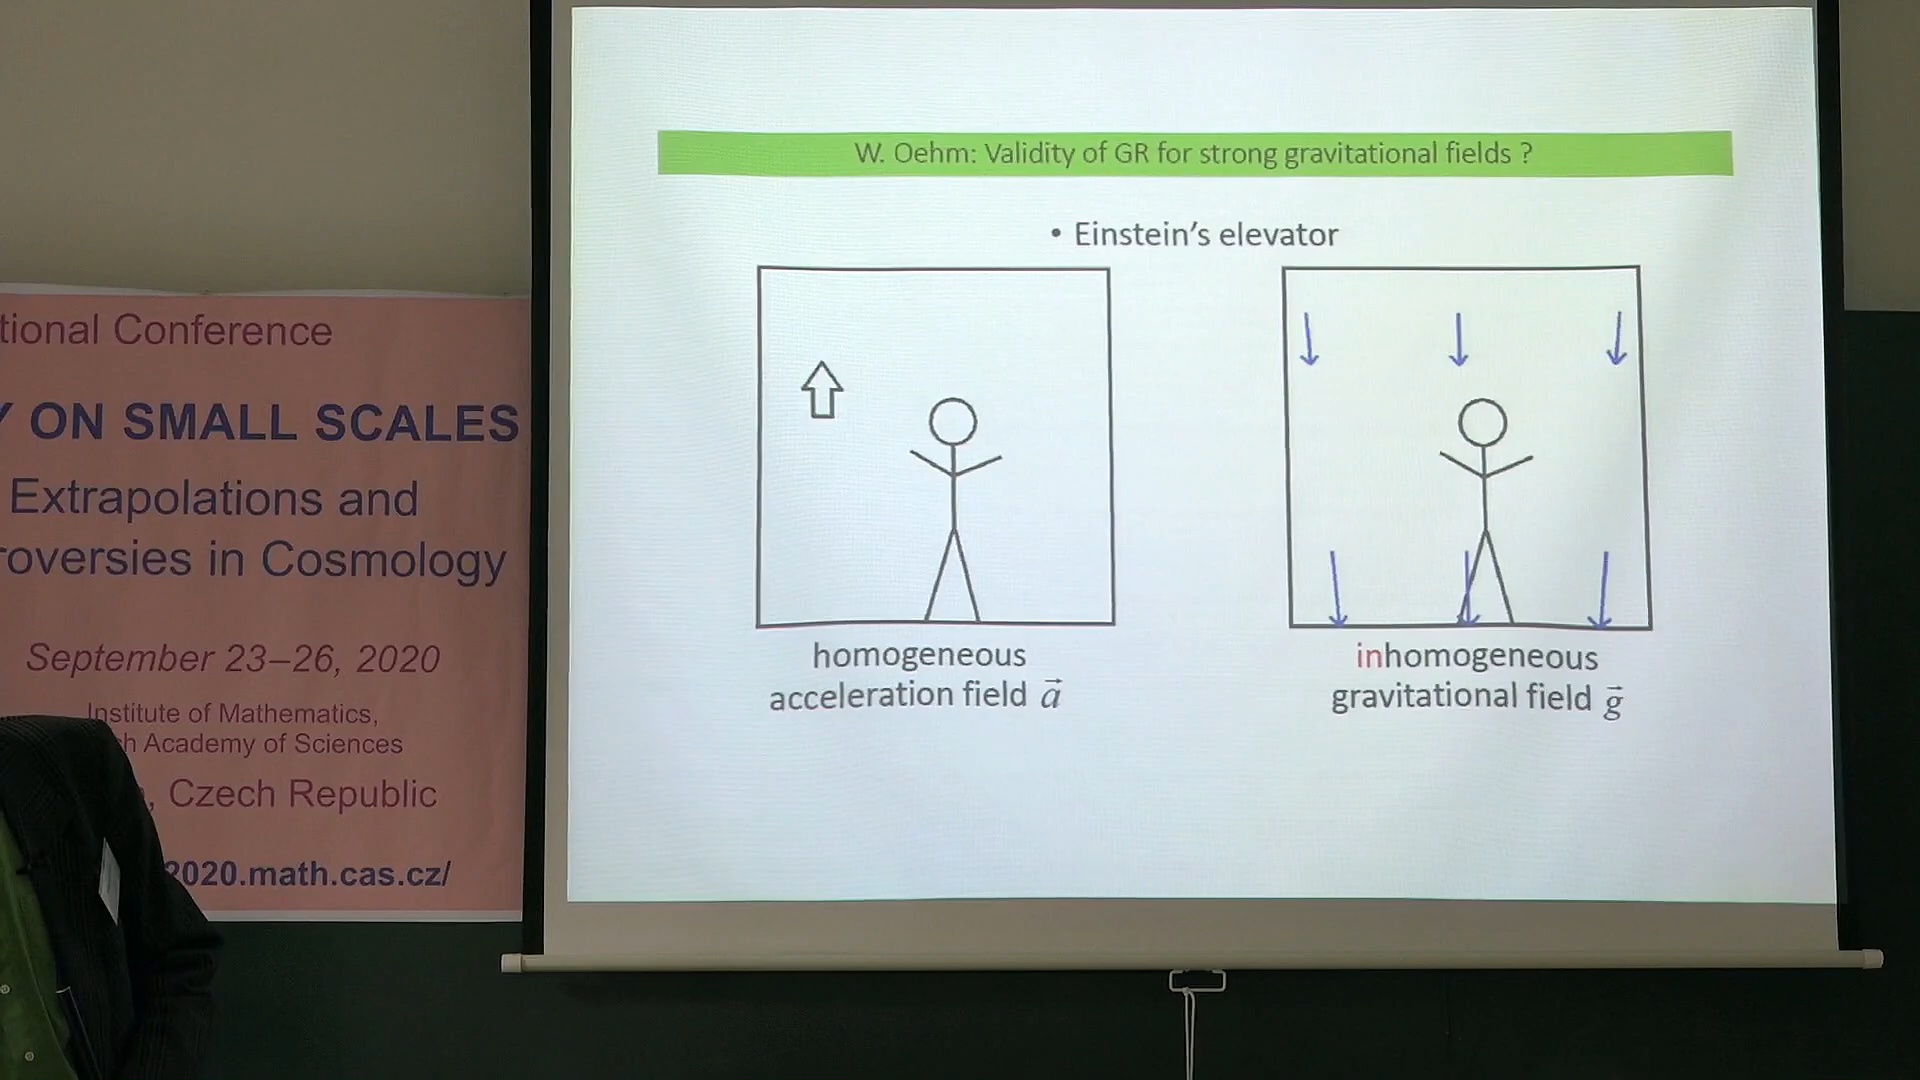 tional Conference
ON SMALL SCALES
Extrapolations and
roversies in Cosmology
September 23–26, 2020
Institute of Mathematics,
h Academy of Sciences
, Czech Republic
2020.math.cas.cz/
W. Oehm: Validity of GR for strong gravitational fields ?
• Einstein's elevator
homogeneous
acceleration field a⃗
inhomogeneous
gravitational field g⃗